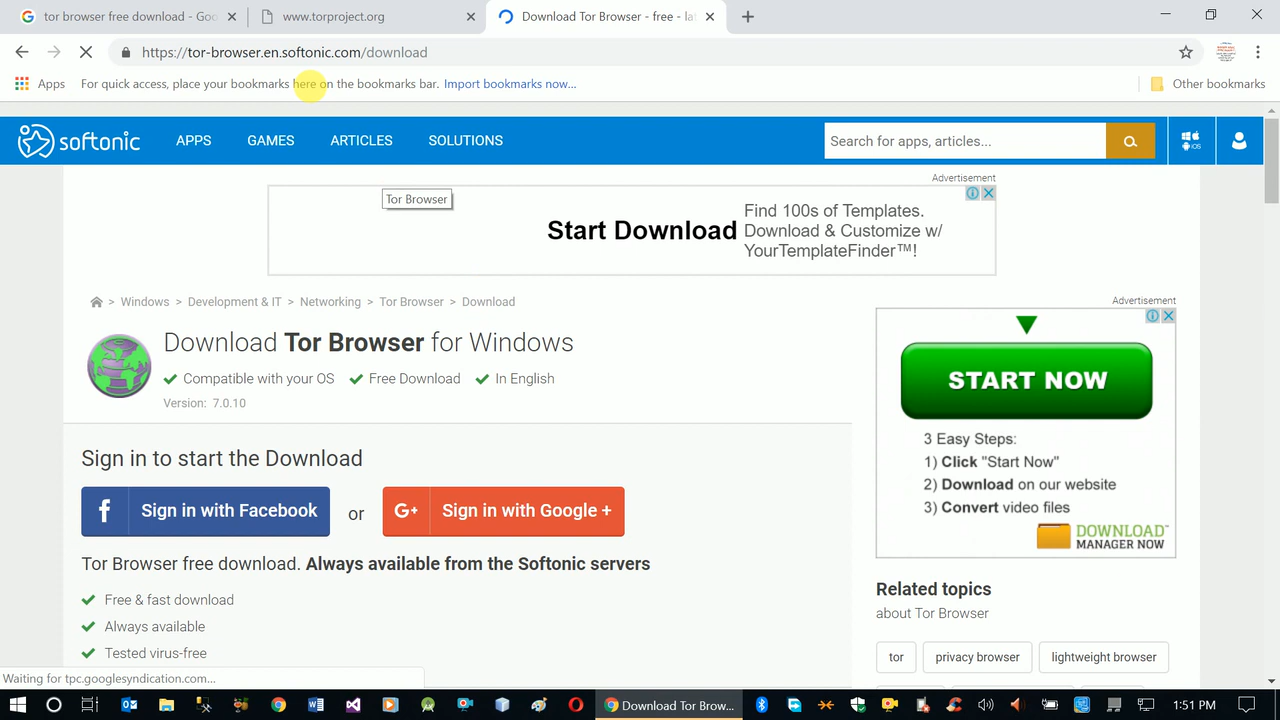 tor browser free download - Goo
www.torproject.org
Download Tor Browser - free - lat
https://tor-browser.en.softonic.com/download
Apps
For quick access, place your bookmarks here on the bookmarks bar. Import bookmarks now...
Other bookmarks
softonic
APPS
GAMES
ARTICLES
SOLUTIONS
Search for apps, articles...
iOS
Advertisement
Tor Browser
Start Download
Find 100s of Templates.
Download & Customize w/
YourTemplateFinder™!
> Windows > Development & IT > Networking > Tor Browser > Download
Advertisement
Download Tor Browser for Windows
Compatible with your OS
Free Download
In English
Version: 7.0.10
START NOW
3 Easy Steps:
1) Click "Start Now"
2) Download on our website
3) Convert video files
DOWNLOAD™
MANAGER NOW
Sign in to start the Download
f Sign in with Facebook
or
G+ Sign in with Google +
Tor Browser free download. Always available from the Softonic servers
Free & fast download
Always available
Tested virus-free
Related topics
about Tor Browser
tor
privacy browser
lightweight browser
Waiting for tpc.googlesyndication.com...
Download Tor Brow...
1:51 PM